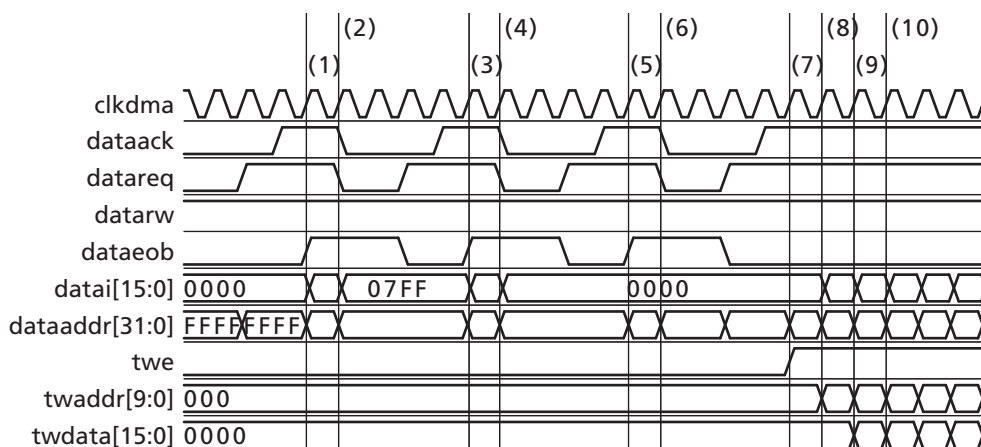 (2) (4) (6) (8) (10)
(1) (3) (5) (7) (9)
clkdma
dataack
datareq
datarw
dataeob
datai[15:0] 0000 07FF 0000
dataaddr[31:0] FFFF FFFF
twe
twaddr[9:0] 000
twdata[15:0] 0000